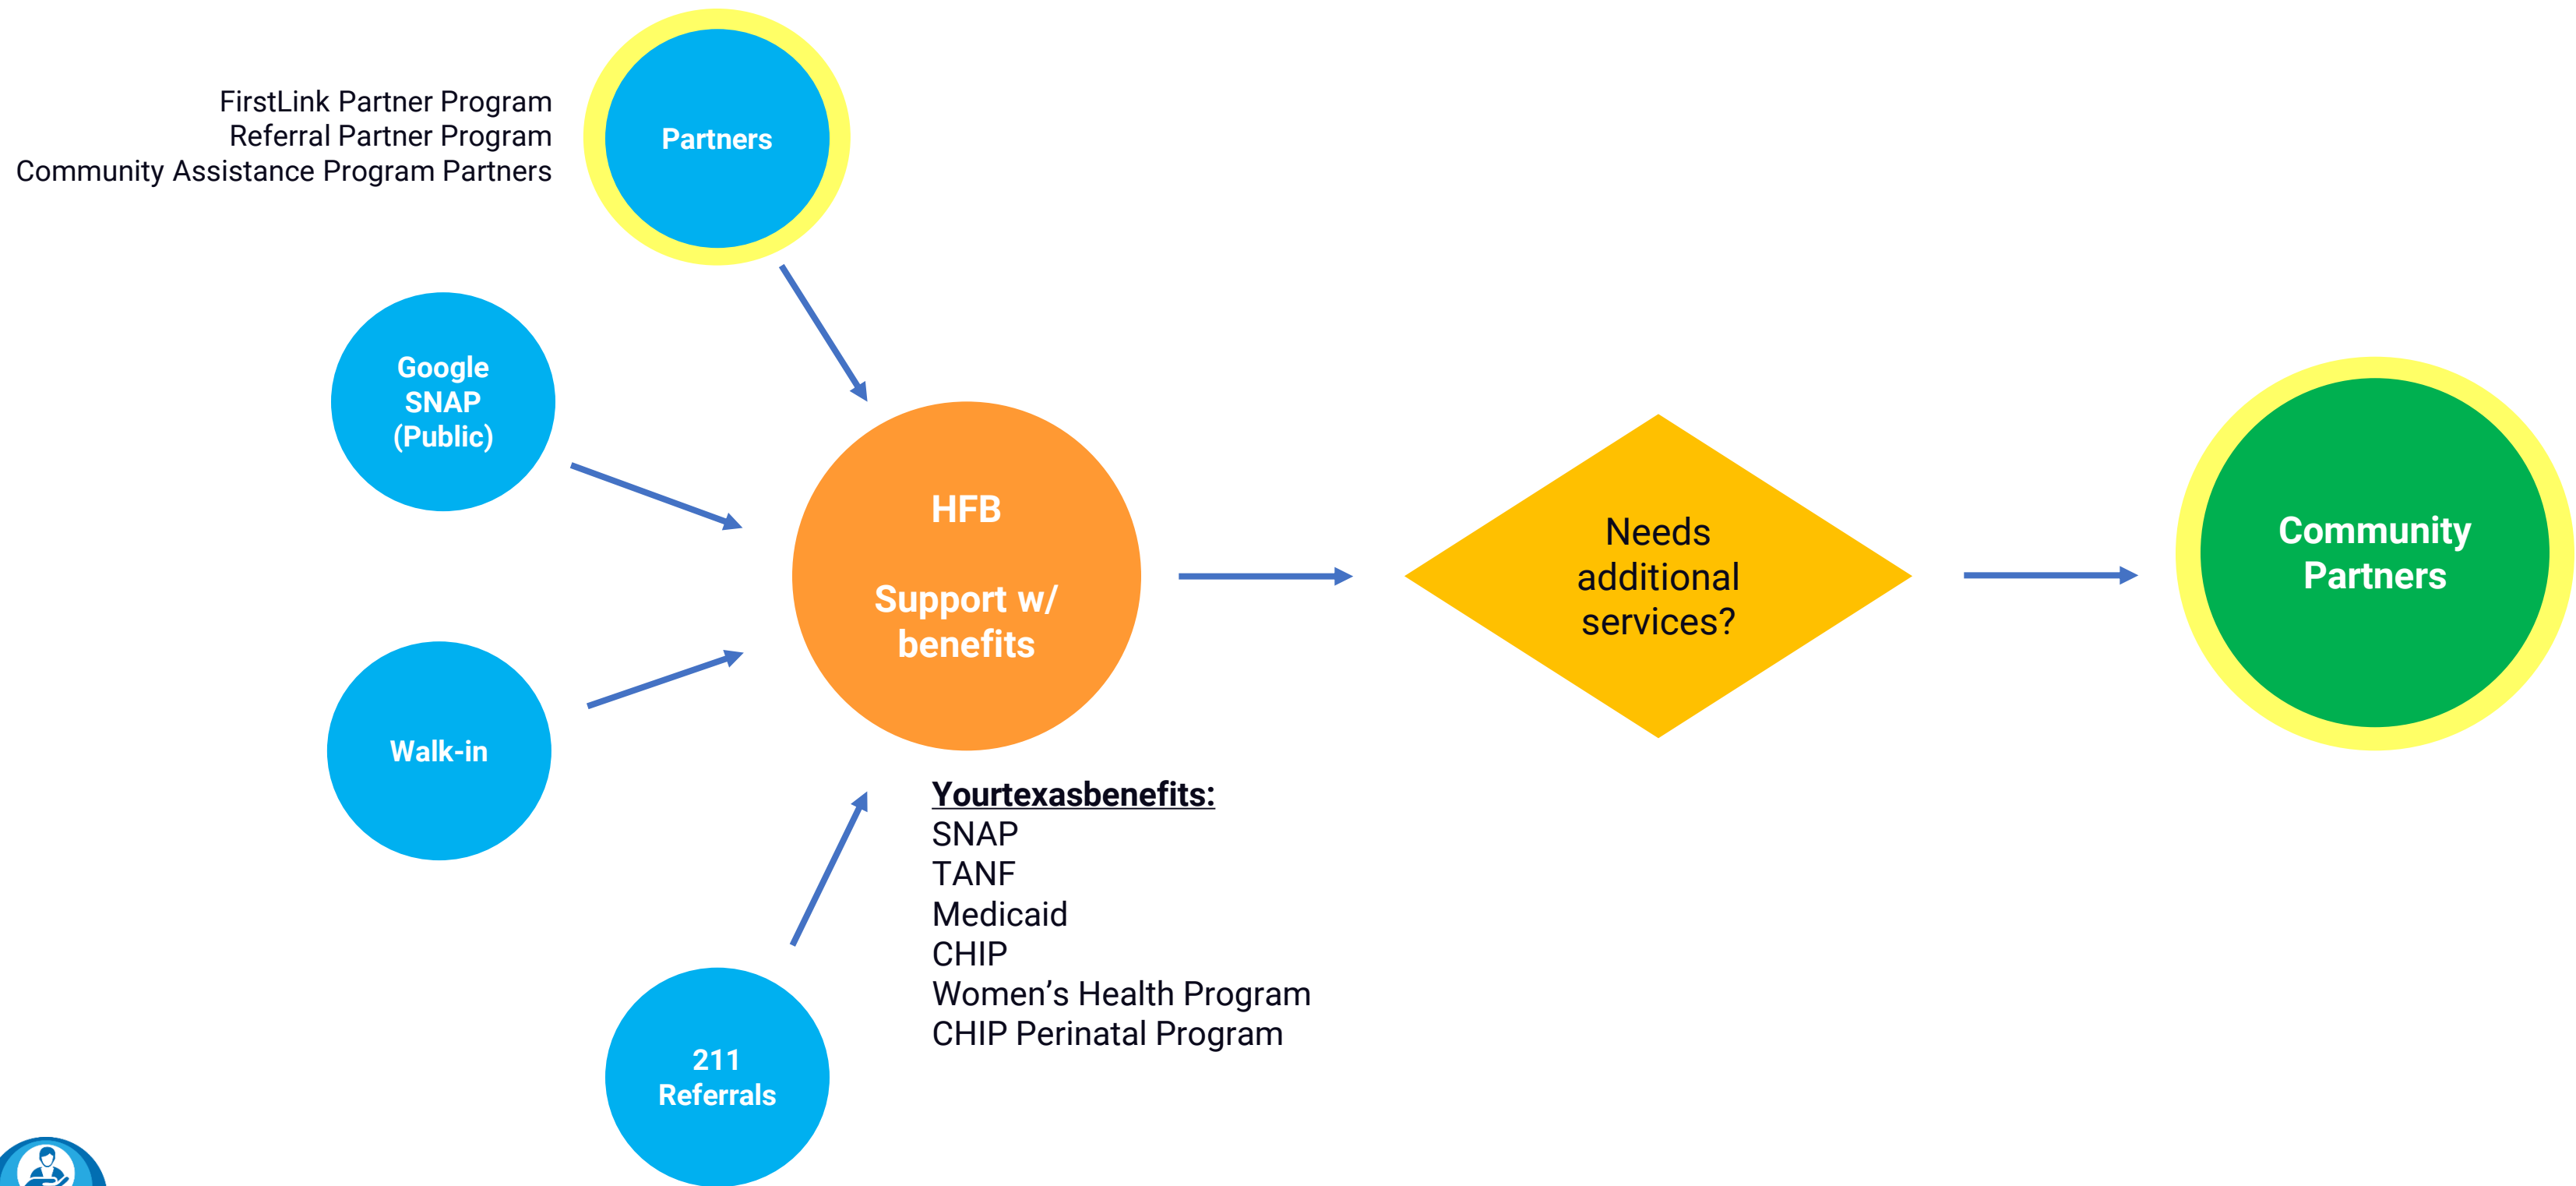 FirstLink Partner Program
Referral Partner Program
Community Assistance Program Partners
Partners
Google
SNAP
(Public)
Walk-in
211
Referrals
HFB
Support w/
benefits
Yourtexasbenefits:
SNAP
TANF
Medicaid
CHIP
Women’s Health Program
CHIP Perinatal Program
Needs
additional
services?
Community
Partners